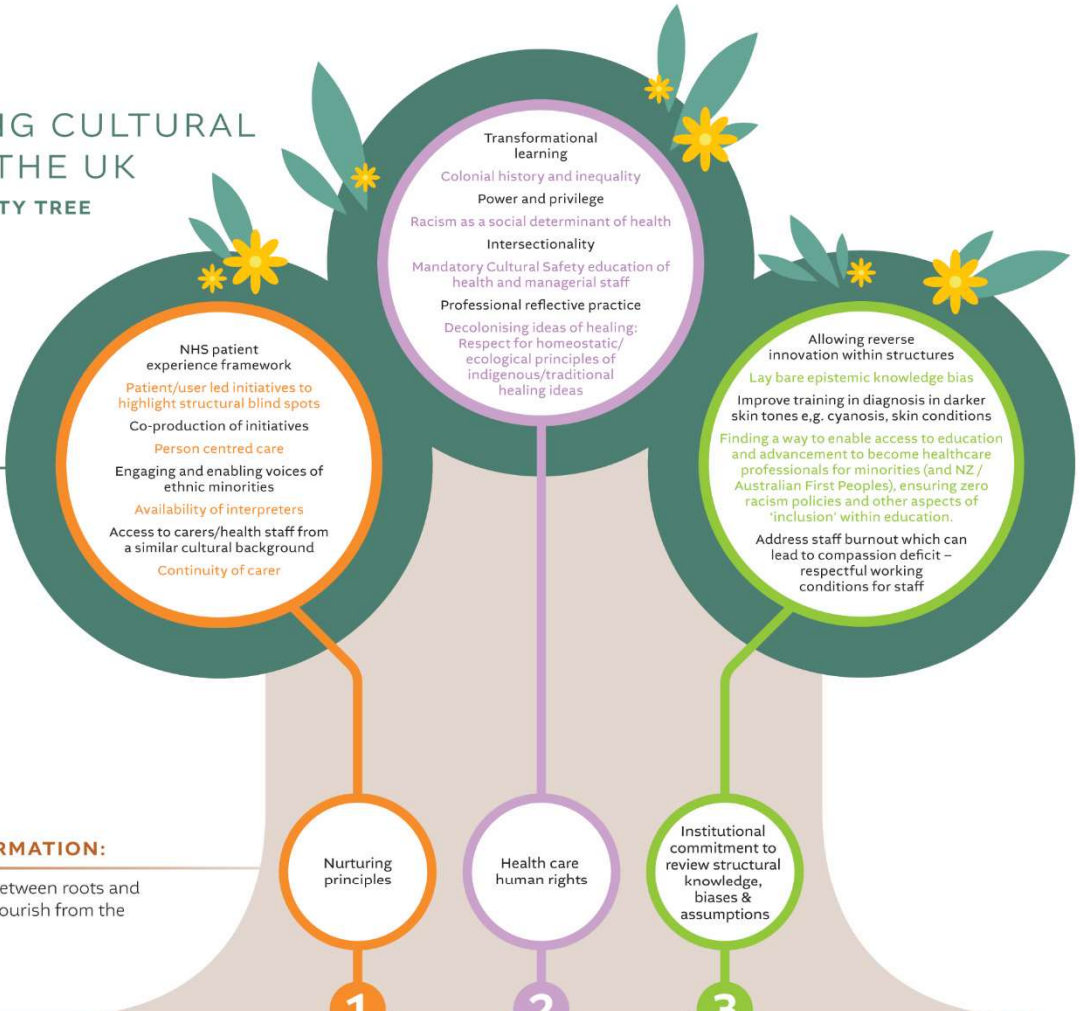 NG CULTURAL
THE UK
TY TREE
Transformational
learning
Colonial history and inequality
Power and privilege
Racism as a social determinant of health
Intersectionality
Mandatory Cultural Safety education of
health and managerial staff
Professional reflective practice
Decolonising ideas of healing:
Respect for homeostatic/
ecological principles of
indigenous/traditional
healing ideas
NHS patient
experience framework
Patient/user led initiatives to
highlight structural blind spots
Co-production of initiatives
Person centred care
Engaging and enabling voices of
ethnic minorities
Availability of interpreters
Access to carers/health staff from
a similar cultural background
Continuity of carer
Allowing reverse
innovation within structures
Lay bare epistemic knowledge bias
Improve training in diagnosis in darker
skin tones e,g. cyanosis, skin conditions
Finding a way to enable access to education
and advancement to become healthcare
professionals for minorities (and NZ /
Australian First Peoples), ensuring zero
racism policies and other aspects of
‘inclusion’ within education.
Address staff burnout which can
lead to compassion deficit –
respectful working
conditions for staff
RMATION:
etween roots and
ourish from the
Nurturing
principles
Health care
human rights
Institutional
commitment to
review structural
knowledge,
biases &
assumptions
1
2
3